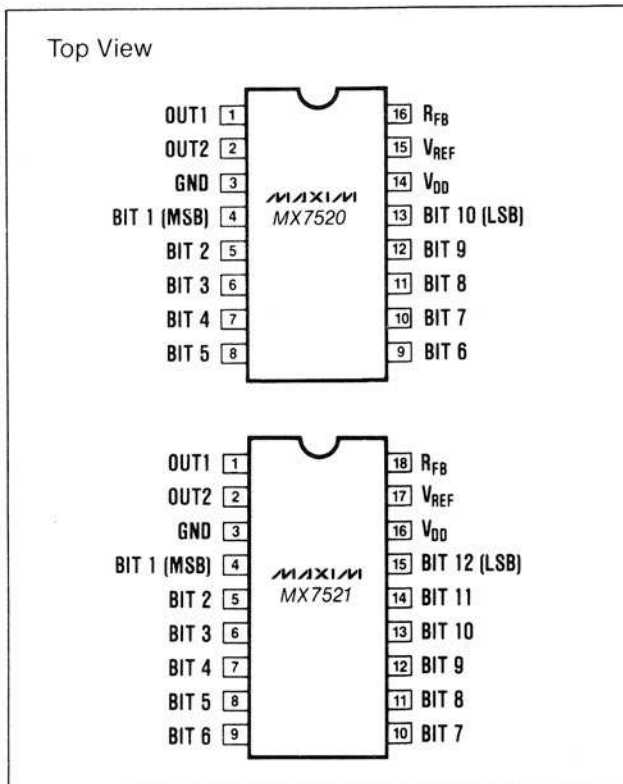 Top View
OUT1 1
OUT2 2
GND 3
BIT 1 (MSB) 4
BIT 2 5
BIT 3 6
BIT 4 7
BIT 5 8
MAXIM
MX7520
16 RFB
15 VREF
14 VDD
13 BIT 10 (LSB)
12 BIT 9
11 BIT 8
10 BIT 7
9 BIT 6
OUT1 1
OUT2 2
GND 3
BIT 1 (MSB) 4
BIT 2 5
BIT 3 6
BIT 4 7
BIT 5 8
BIT 6 9
MAXIM
MX7521
18 RFB
17 VREF
16 VDD
15 BIT 12 (LSB)
14 BIT 11
13 BIT 10
12 BIT 9
11 BIT 8
10 BIT 7